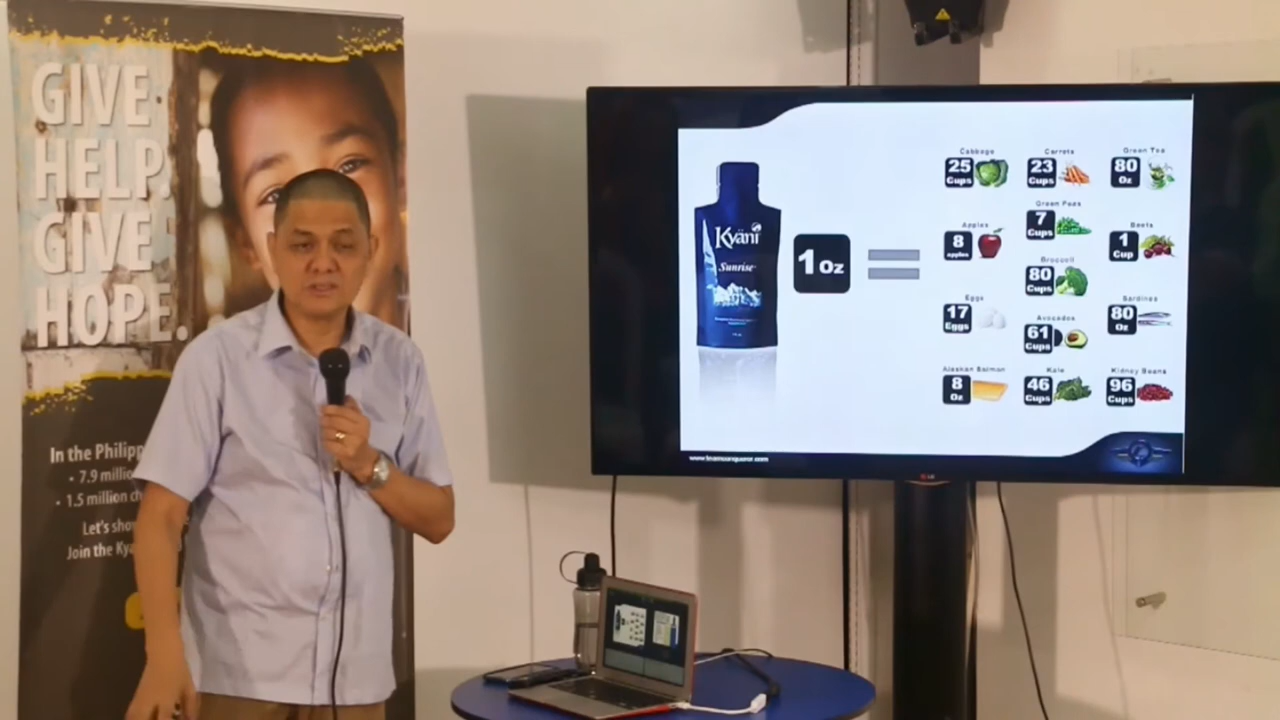 GIVE
HELP.
GIVE
HOPE.
In the Philipp
• 7.9 millio
• 1.5 million ch
Let's sho
Join the Kya
Kyäni
Sunrise
1 Oz
=
Cabbage
25
Cups
Carrots
23
Cups
Green Tea
80
Oz
Apples
8
apples
Green Peas
7
Cups
Beets
1
Cup
Broccoli
80
Cups
Eggs
17
Eggs
Avocados
61
Cups
Sardines
80
Oz
Alaskan Salmon
8
Oz
Kale
46
Cups
Kidney Beans
96
Cups
LG